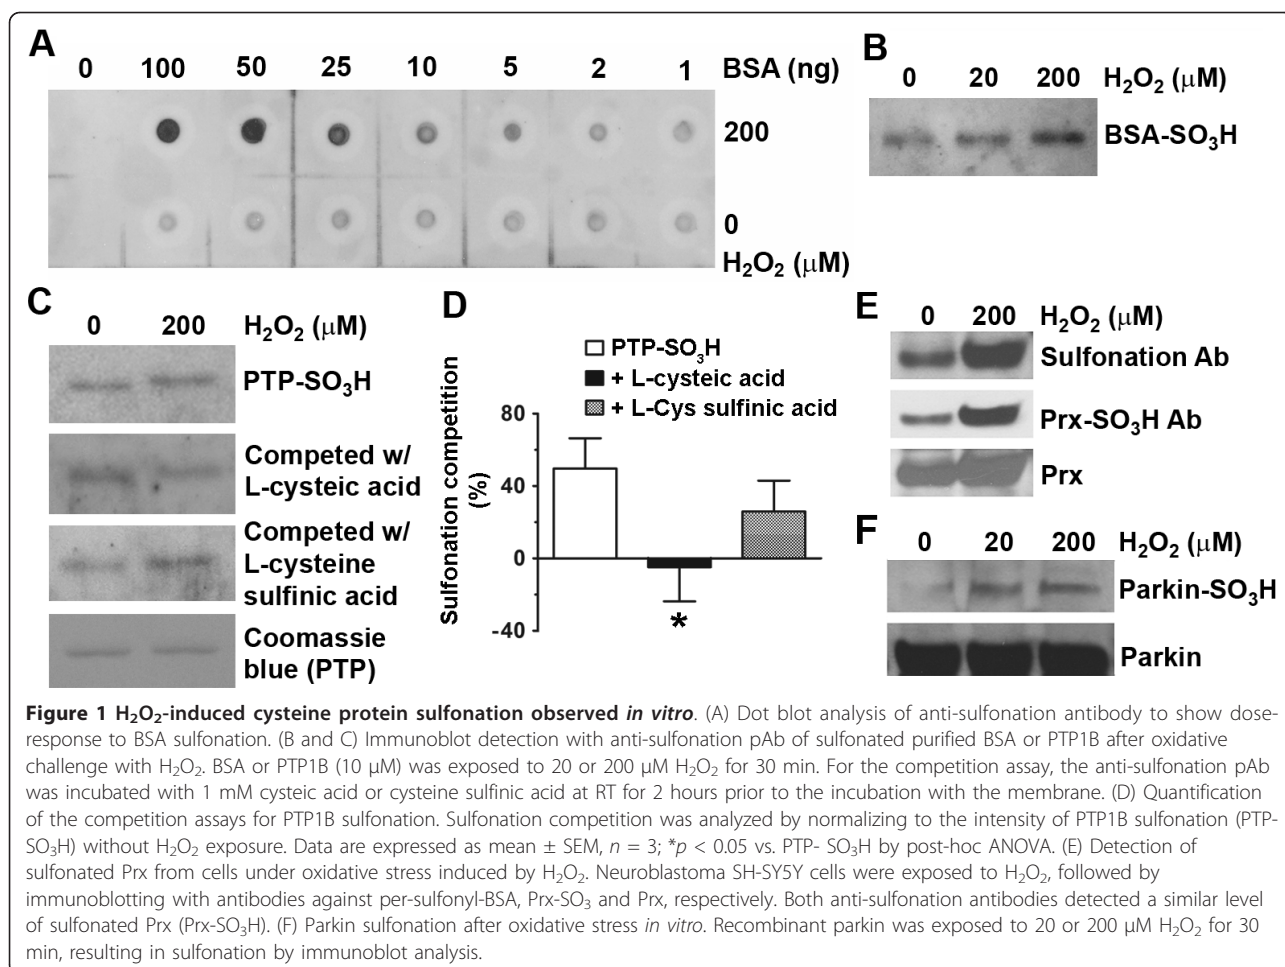 A
0 100 50 25 10 5 2 1 BSA (ng)
200
0
H₂O₂ (μM)
B
0 20 200 H₂O₂ (μM)
BSA-SO₃H
C
0 200 H₂O₂ (μM)
PTP-SO₃H
Competed w/
L-cysteic acid
Competed w/
L-cysteine
sulfinic acid
Coomassie
blue (PTP)
D
PTP-SO₃H
+ L-cysteic acid
+ L-Cys sulfinic acid
Sulfonation competition
(%)
80
40
0
-40
*
E
0 200 H₂O₂ (μM)
Sulfonation Ab
Prx-SO₃H Ab
Prx
F
0 20 200 H₂O₂ (μM)
Parkin-SO₃H
Parkin
Figure 1 H₂O₂-induced cysteine protein sulfonation observed in vitro. (A) Dot blot analysis of anti-sulfonation antibody to show dose-
response to BSA sulfonation. (B and C) Immunoblot detection with anti-sulfonation pAb of sulfonated purified BSA or PTP1B after oxidative
challenge with H₂O₂. BSA or PTP1B (10 μM) was exposed to 20 or 200 μM H₂O₂ for 30 min. For the competition assay, the anti-sulfonation pAb
was incubated with 1 mM cysteic acid or cysteine sulfinic acid at RT for 2 hours prior to the incubation with the membrane. (D) Quantification
of the competition assays for PTP1B sulfonation. Sulfonation competition was analyzed by normalizing to the intensity of PTP1B sulfonation (PTP-
SO₃H) without H₂O₂ exposure. Data are expressed as mean ± SEM, n = 3; *p < 0.05 vs. PTP- SO₃H by post-hoc ANOVA. (E) Detection of
sulfonated Prx from cells under oxidative stress induced by H₂O₂. Neuroblastoma SH-SY5Y cells were exposed to H₂O₂, followed by
immunoblotting with antibodies against per-sulfonyl-BSA, Prx-SO₃ and Prx, respectively. Both anti-sulfonation antibodies detected a similar level
of sulfonated Prx (Prx-SO₃H). (F) Parkin sulfonation after oxidative stress in vitro. Recombinant parkin was exposed to 20 or 200 μM H₂O₂ for 30
min, resulting in sulfonation by immunoblot analysis.